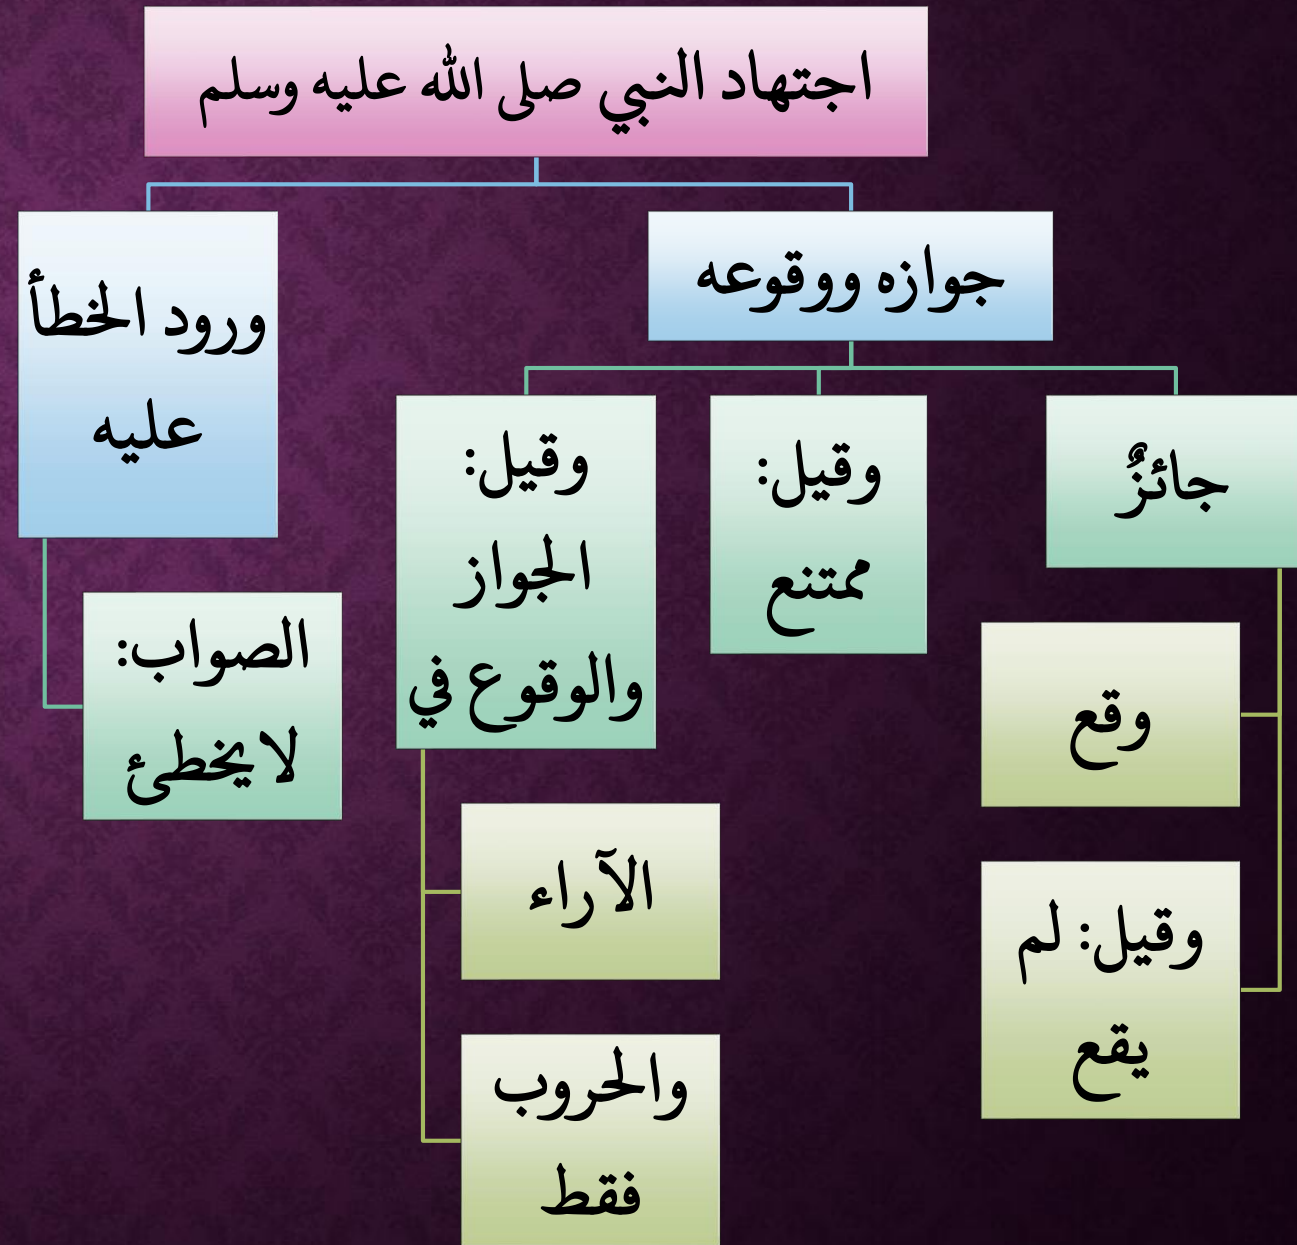 اجتهاد النبي صلى الله عليه وسلم
جوازه ووقوعه
جائزٌ
وقع
وقيل: لم
يقع
وقيل:
ممتنع
وقيل:
الجواز
والوقوع في
الآراء
والحروب
فقط
ورود الخطأ
عليه
الصواب:
لا يخطئ